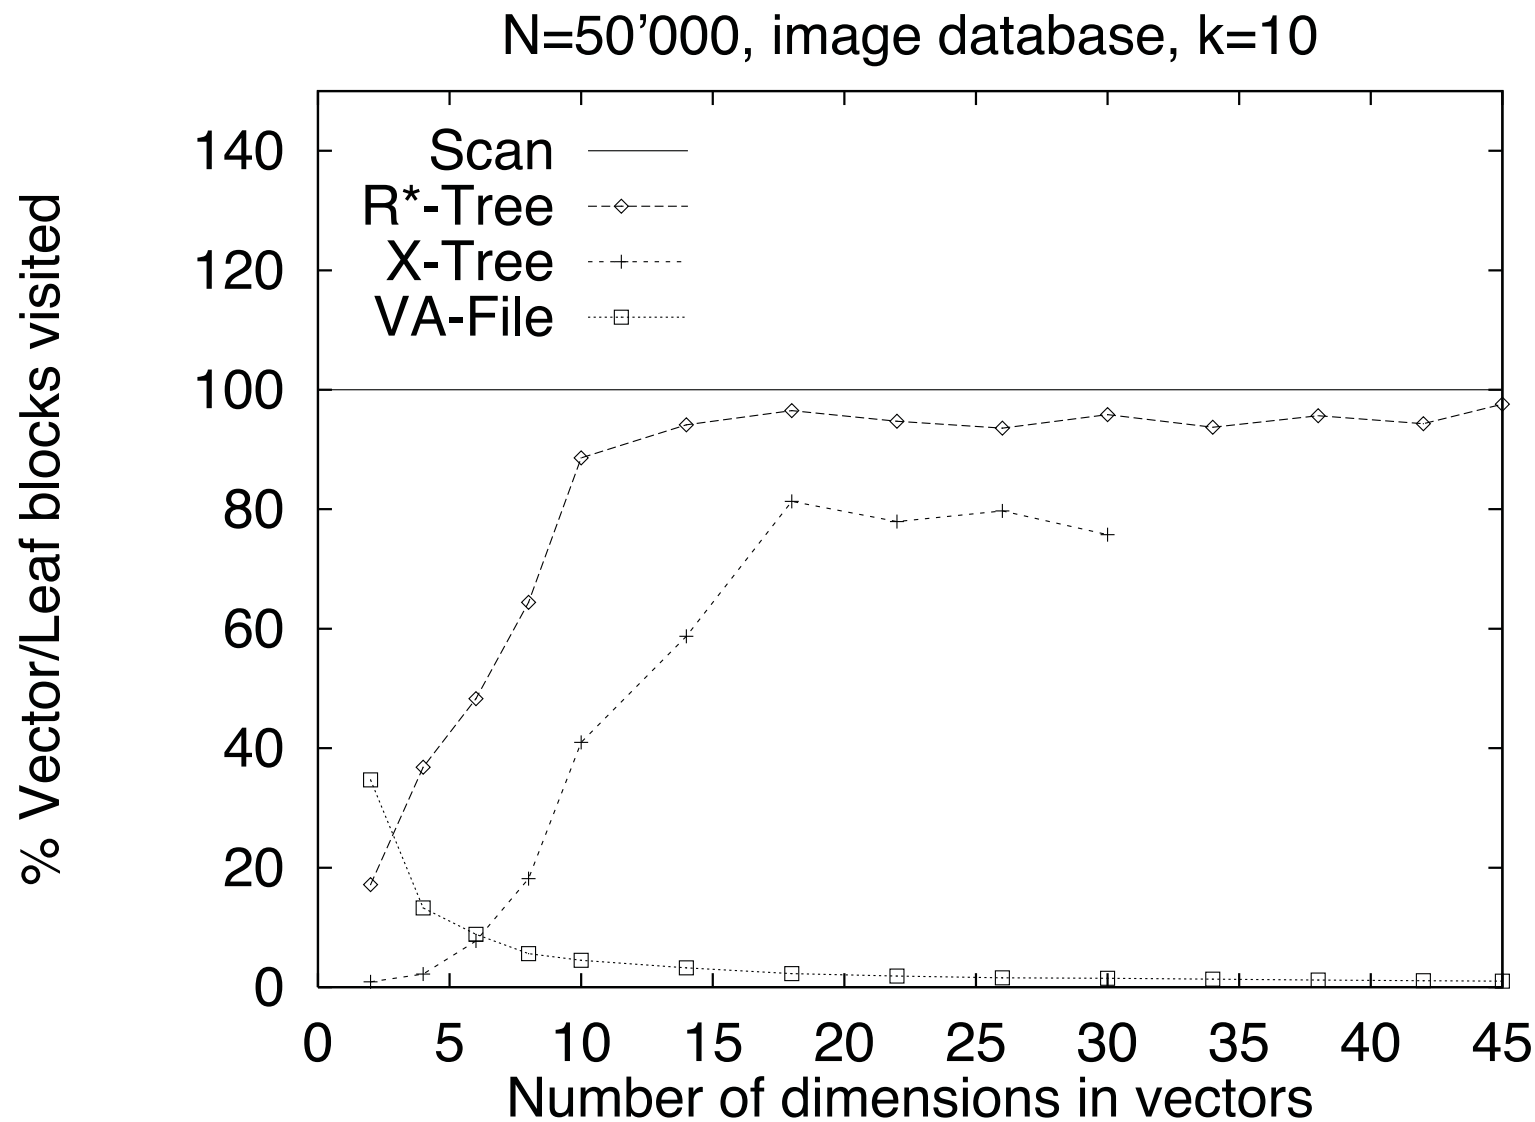 N=50'000, image database, k=10
% Vector/Leaf blocks visited
140
120
100
80
60
40
20
0
Scan
R*-Tree
X-Tree
VA-File
0 5 10 15 20 25 30 35 40 45
Number of dimensions in vectors